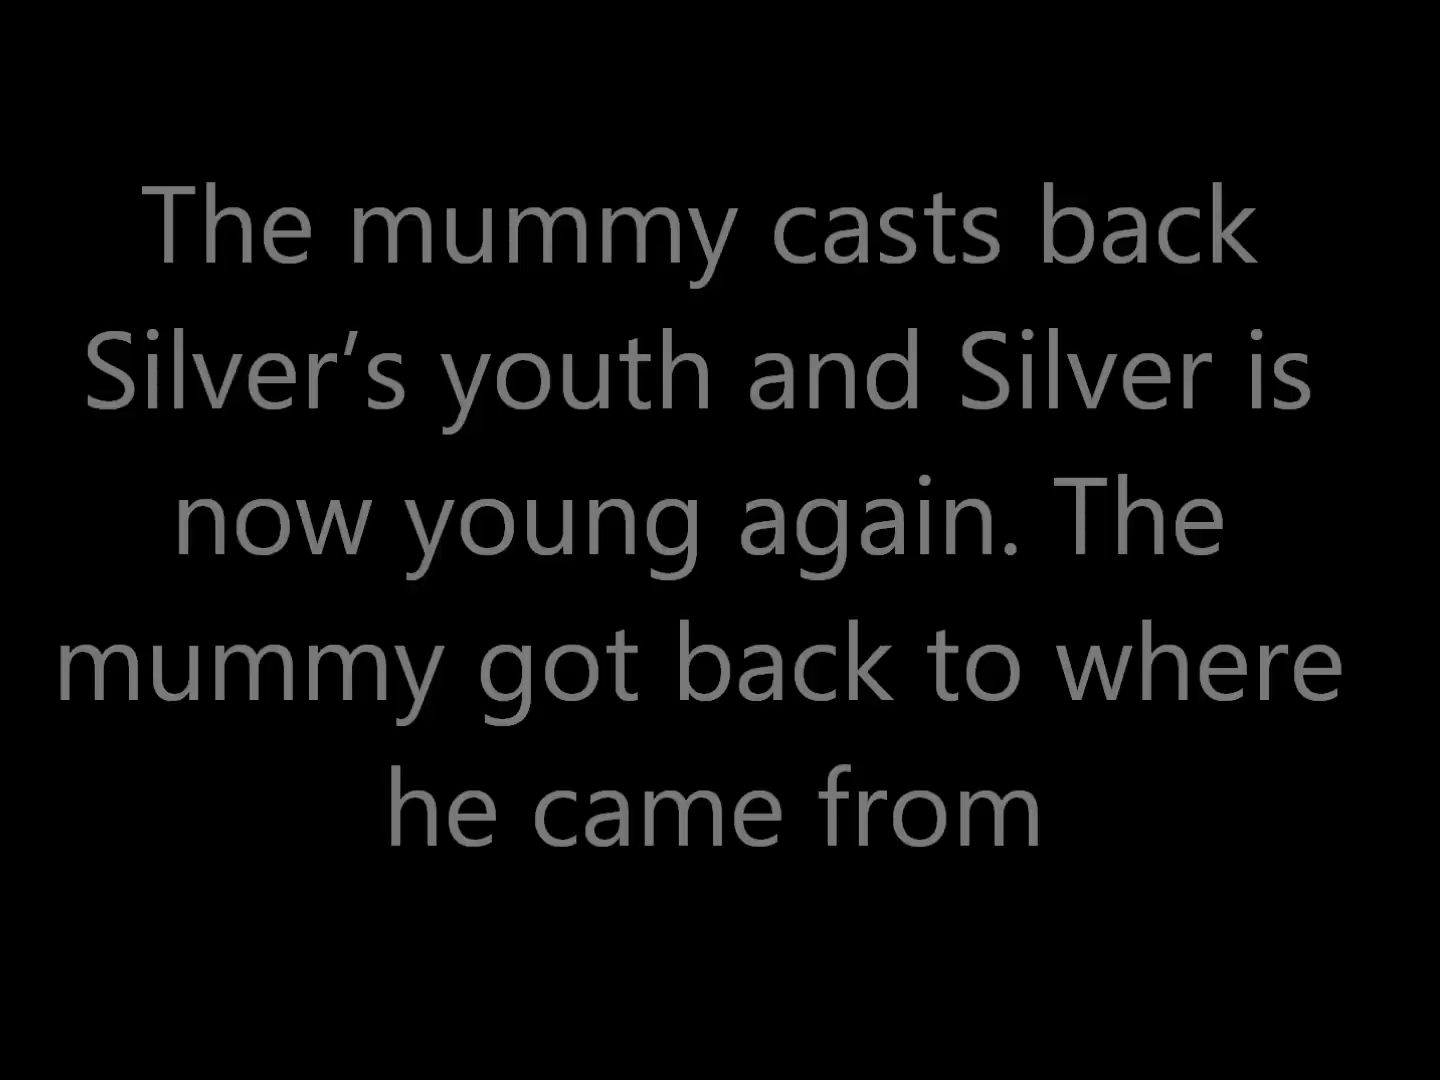 The mummy casts back
Silver’s youth and Silver is
now young again. The
mummy got back to where
he came from